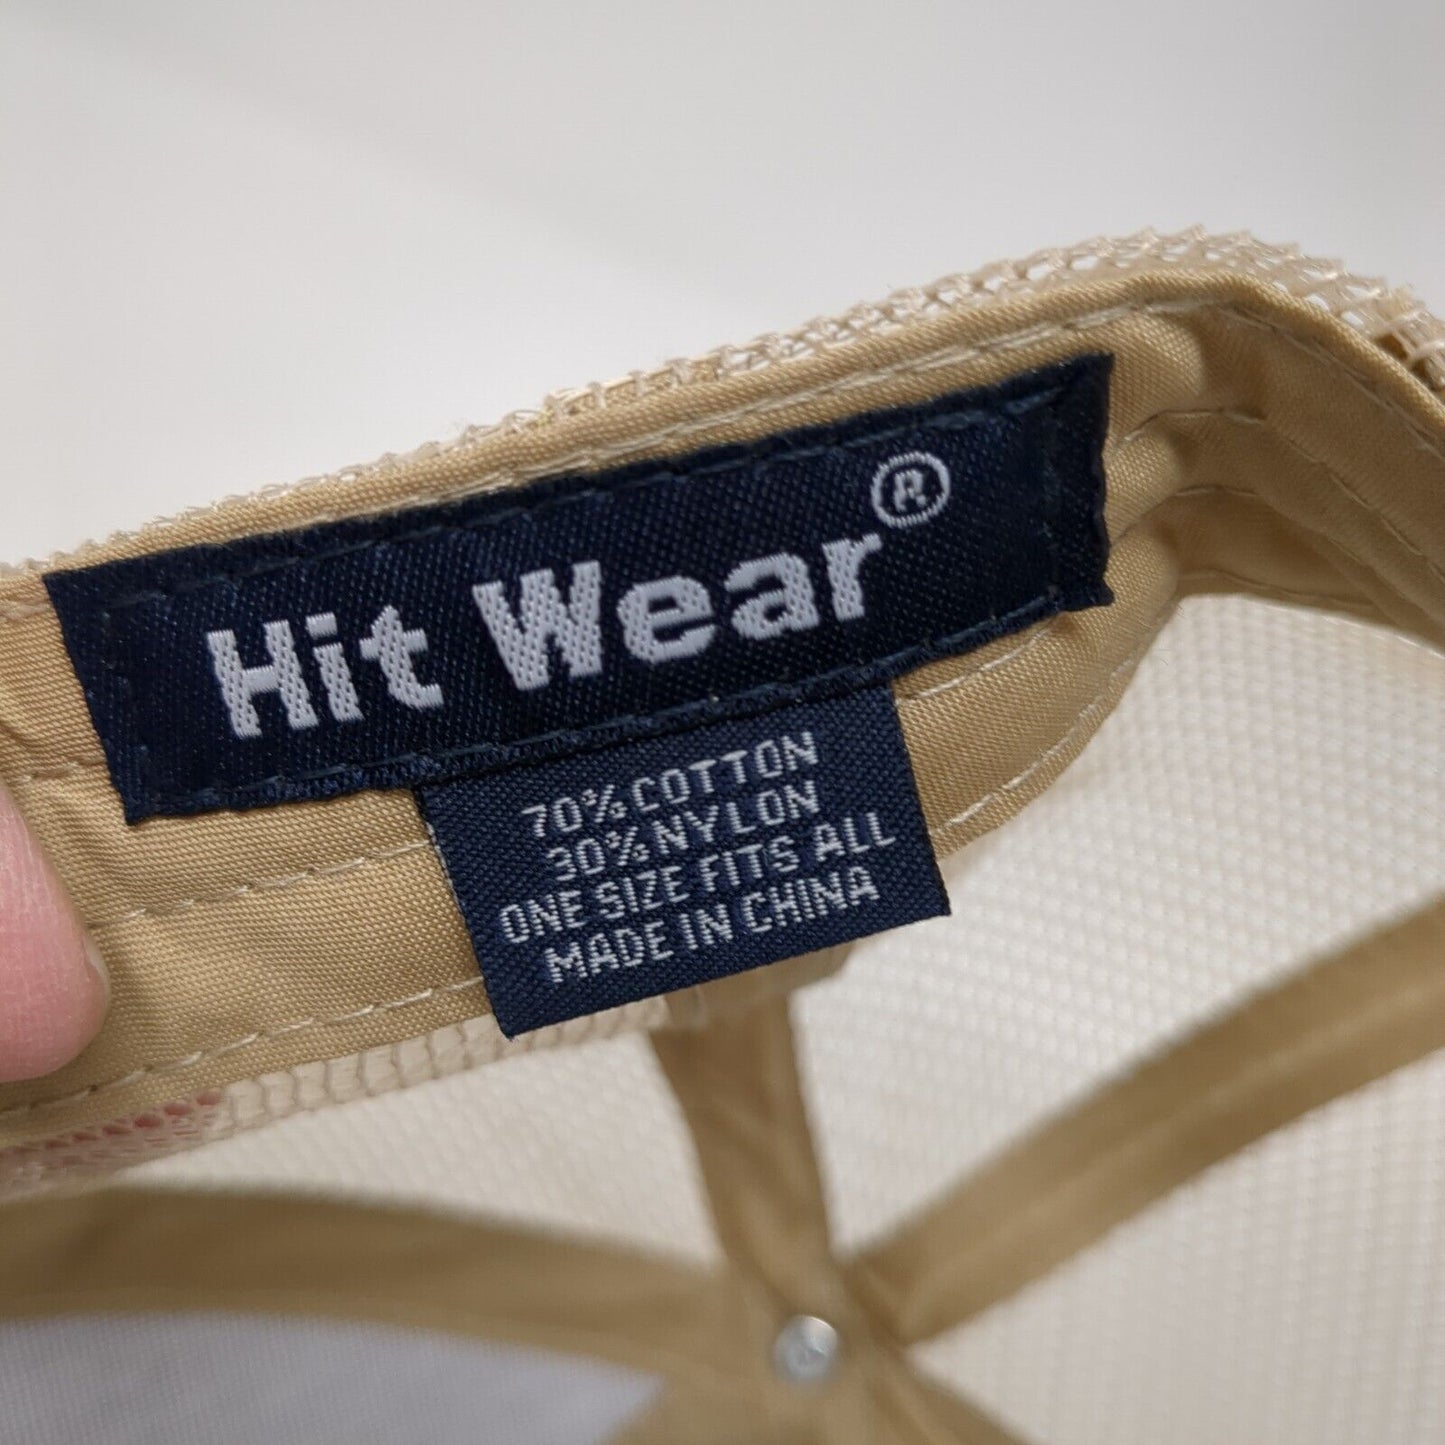 Hit Wear®
70% COTTON
30% NYLON
ONE SIZE FITS ALL
MADE IN CHINA